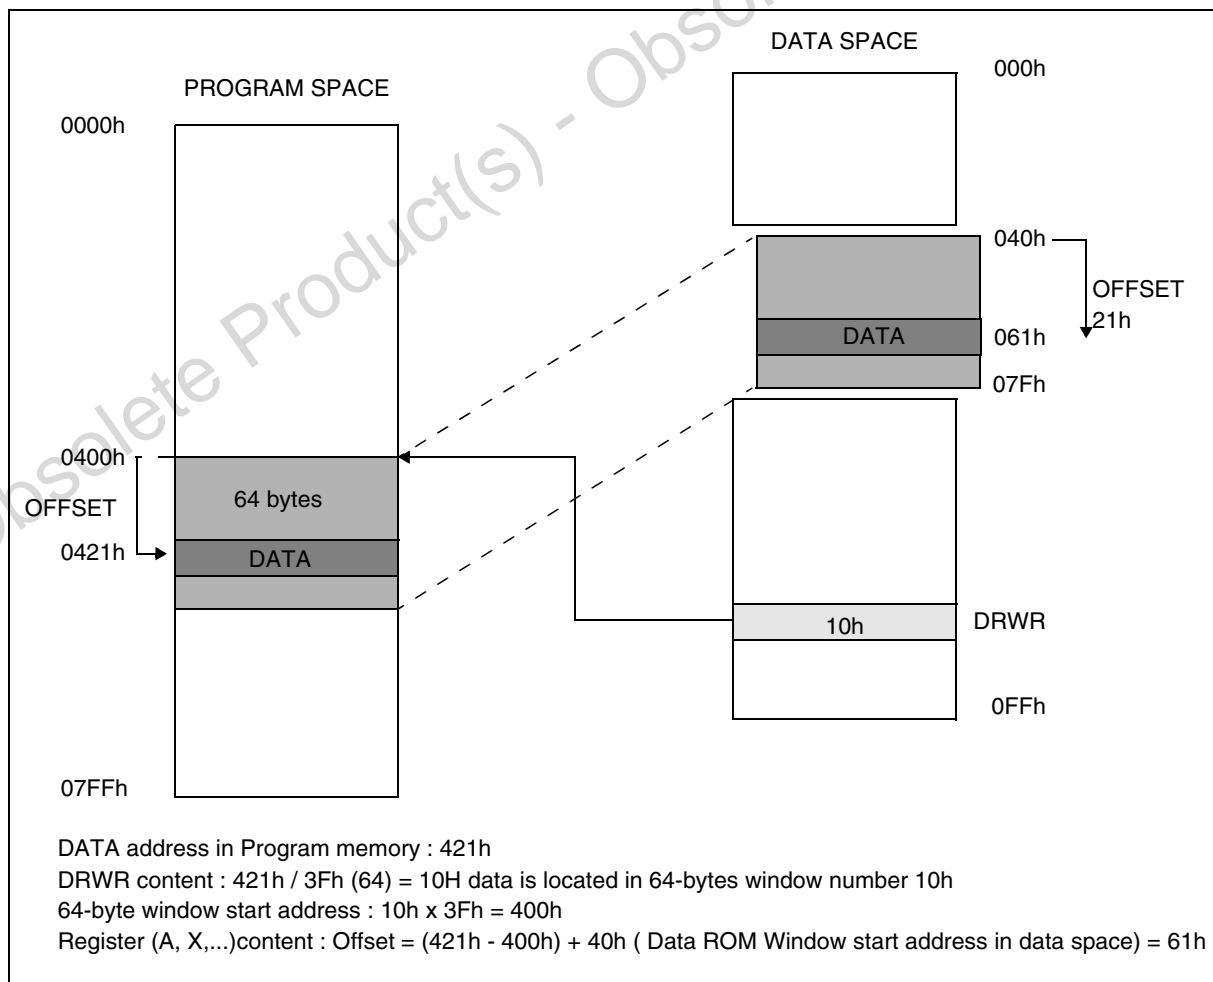 Obsolete Product(s) - Obsol
DATA SPACE
000h
PROGRAM SPACE
0000h
040h
OFFSET
21h
DATA
061h
07Fh
0400h
64 bytes
OFFSET
0421h
DATA
10h
DRWR
0FFh
07FFh
DATA address in Program memory : 421h
DRWR content : 421h / 3Fh (64) = 10H data is located in 64-bytes window number 10h
64-byte window start address : 10h x 3Fh = 400h
Register (A, X,...)content : Offset = (421h - 400h) + 40h ( Data ROM Window start address in data space) = 61h